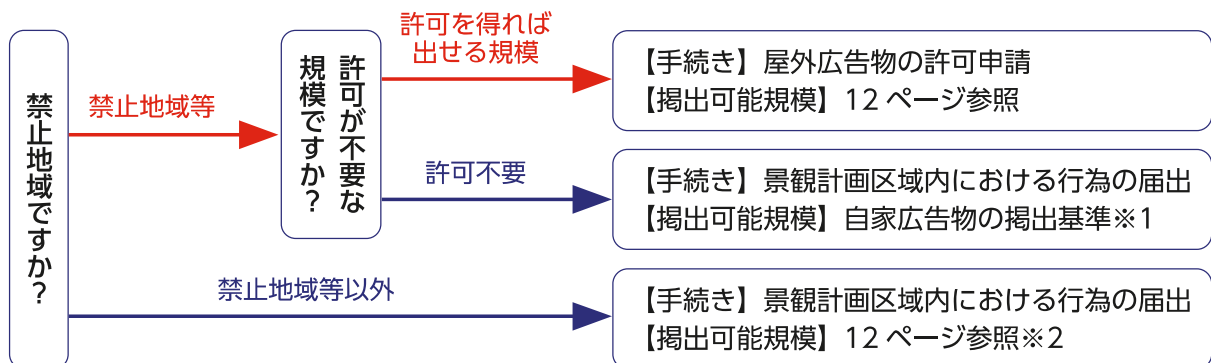 禁止地域ですか？
禁止地域等
許可が不要な
規模ですか？
許可を得れば
出せる規模
【手続き】屋外広告物の許可申請
【掲出可能規模】12 ページ参照
許可不要
【手続き】景観計画区域内における行為の届出
【掲出可能規模】自家広告物の掲出基準※1
禁止地域等以外
【手続き】景観計画区域内における行為の届出
【掲出可能規模】12 ページ参照※2